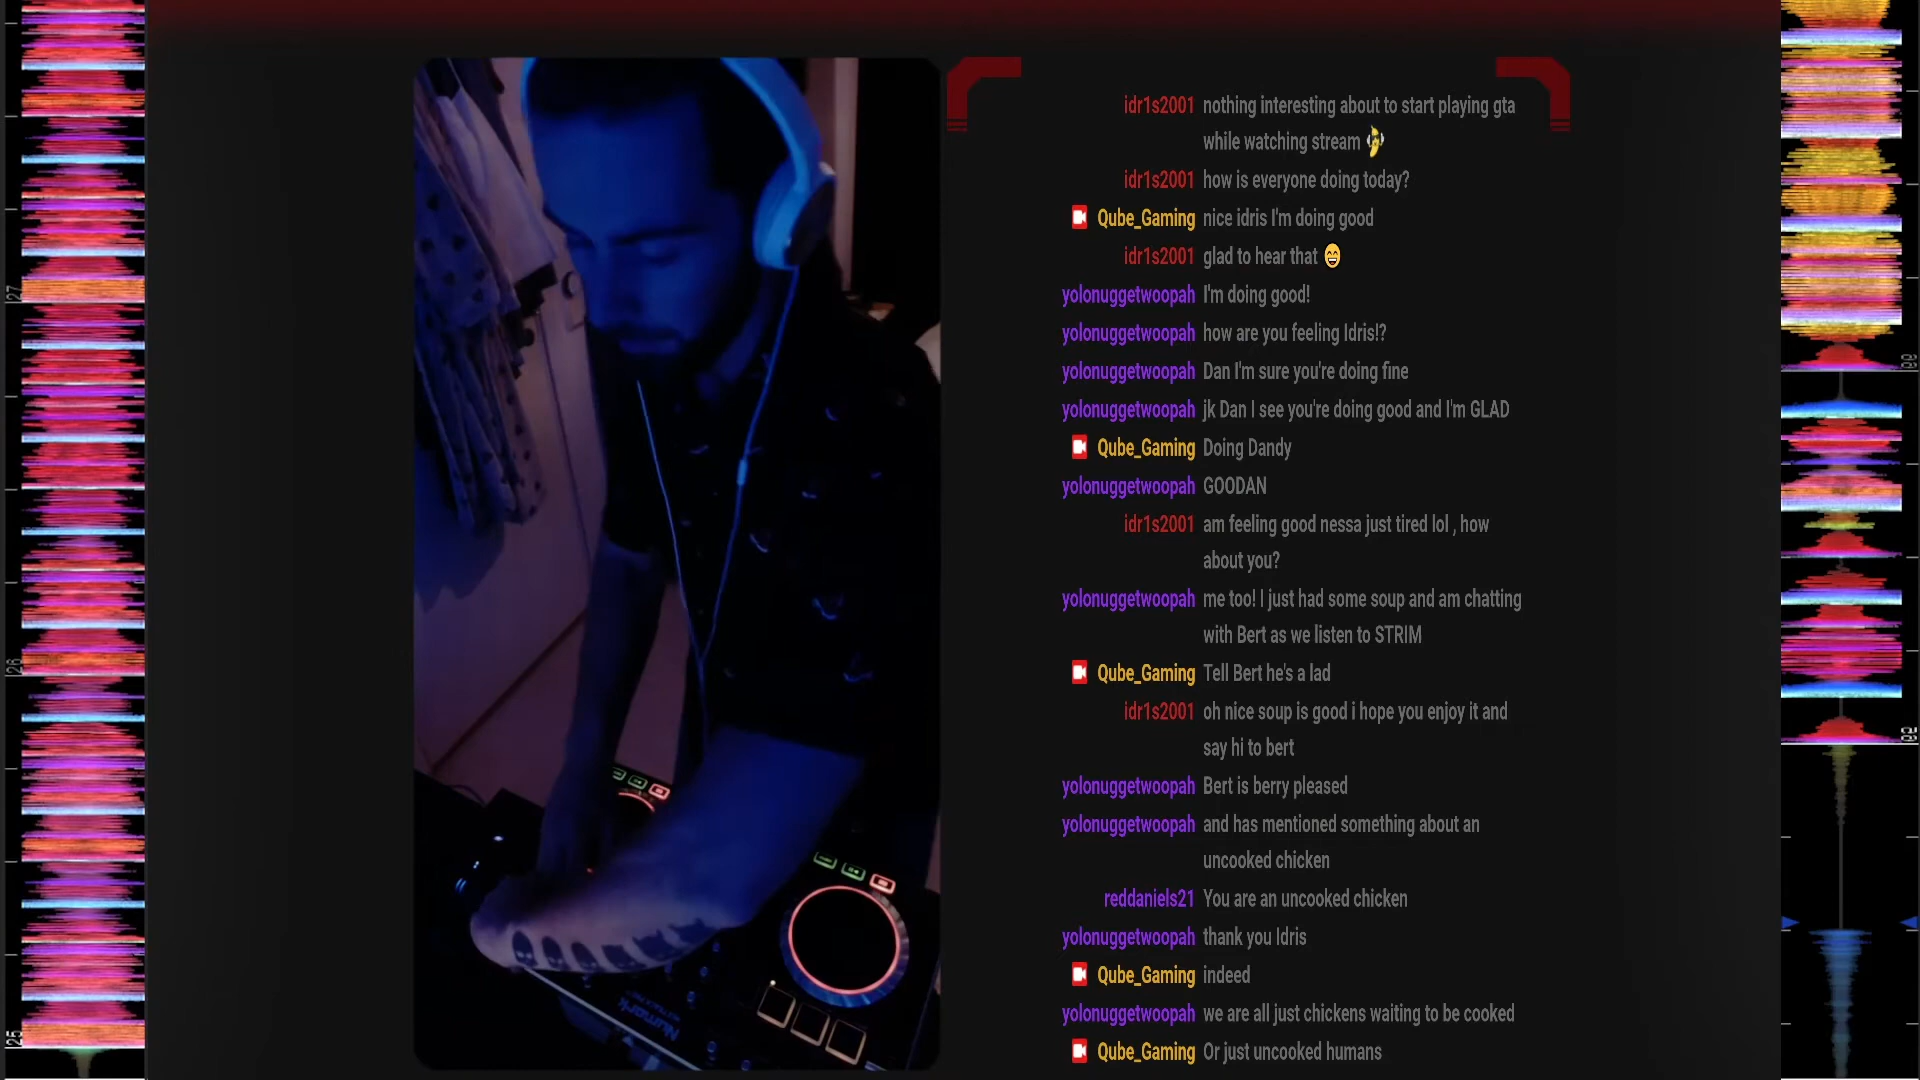 idr1s2001 nothing interesting about to start playing gta
while watching stream
idr1s2001 how is everyone doing today?
Qube_Gaming nice idris I'm doing good
idr1s2001 glad to hear that
yolonuggetwoopah I'm doing good!
yolonuggetwoopah how are you feeling Idris!?
yolonuggetwoopah Dan I'm sure you're doing fine
yolonuggetwoopah jk Dan I see you're doing good and I'm GLAD
Qube_Gaming Doing Dandy
yolonuggetwoopah GOODAN
idr1s2001 am feeling good nessa just tired lol , how
about you?
yolonuggetwoopah me too! I just had some soup and am chatting
with Bert as we listen to STRIM
Qube_Gaming Tell Bert he's a lad
idr1s2001 oh nice soup is good i hope you enjoy it and
say hi to bert
yolonuggetwoopah Bert is berry pleased
yolonuggetwoopah and has mentioned something about an
uncooked chicken
reddaniels21 You are an uncooked chicken
yolonuggetwoopah thank you Idris
Qube_Gaming indeed
yolonuggetwoopah we are all just chickens waiting to be cooked
Qube_Gaming Or just uncooked humans
27
26
25
Numark